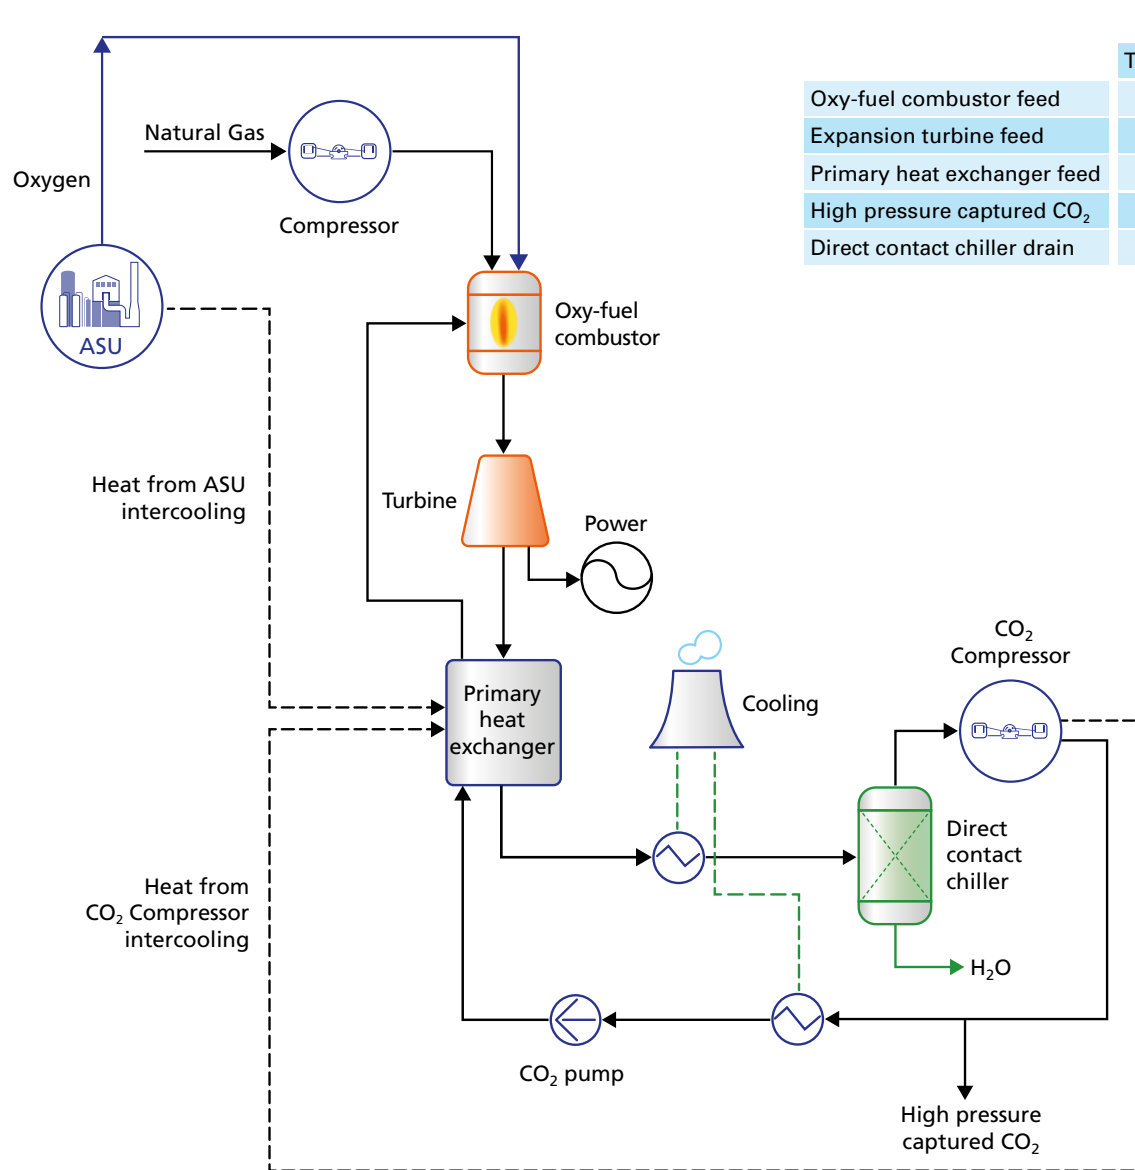 T
Oxy-fuel combustor feed
Expansion turbine feed
Primary heat exchanger feed
High pressure captured CO₂
Direct contact chiller drain
Natural Gas
Oxygen
Compressor
ASU
Oxy-fuel
combustor
Heat from ASU
intercooling
Turbine
Power
Primary
heat
exchanger
Cooling
CO₂
Compressor
Direct
contact
chiller
Heat from
CO₂ Compressor
intercooling
H₂O
CO₂ pump
High pressure
captured CO₂